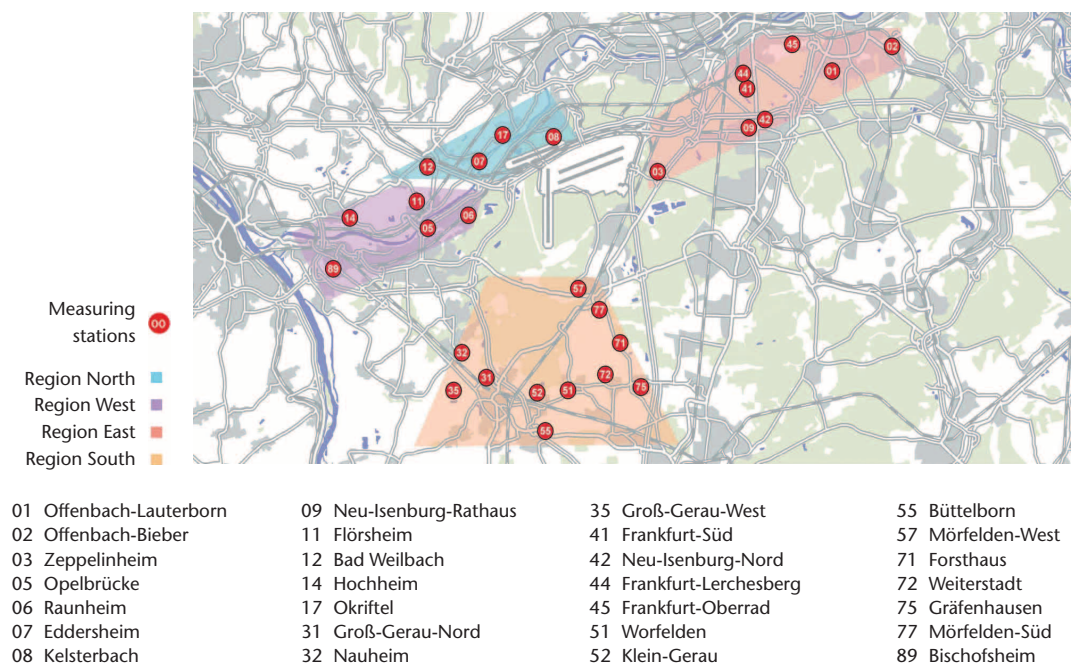 45
02
44
01
41
42
09
17
08
07
12
03
11
06
14
05
89
57
77
71
32
72
31
75
35
52
51
55
Measuring
stations
00
Region North
Region West
Region East
Region South
01 Offenbach-Lauterborn
02 Offenbach-Bieber
03 Zeppelinheim
05 Opelbrücke
06 Raunheim
07 Eddersheim
08 Kelsterbach
09 Neu-Isenburg-Rathaus
11 Flörsheim
12 Bad Weilbach
14 Hochheim
17 Okriftel
31 Groß-Gerau-Nord
32 Nauheim
35 Groß-Gerau-West
41 Frankfurt-Süd
42 Neu-Isenburg-Nord
44 Frankfurt-Lerchesberg
45 Frankfurt-Oberrad
51 Worfelden
52 Klein-Gerau
55 Büttelborn
57 Mörfelden-West
71 Forsthaus
72 Weiterstadt
75 Gräfenhausen
77 Mörfelden-Süd
89 Bischofsheim